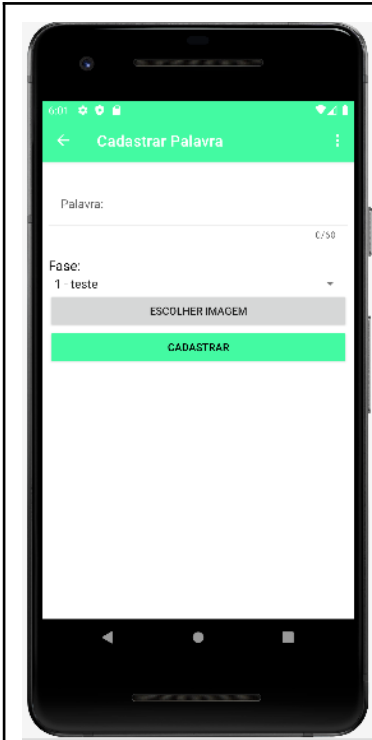 6:01
Cadastrar Palavra
Palavra:
0/50
Fase:
1 - teste
ESCOLHER IMAGEM
CADASTRAR